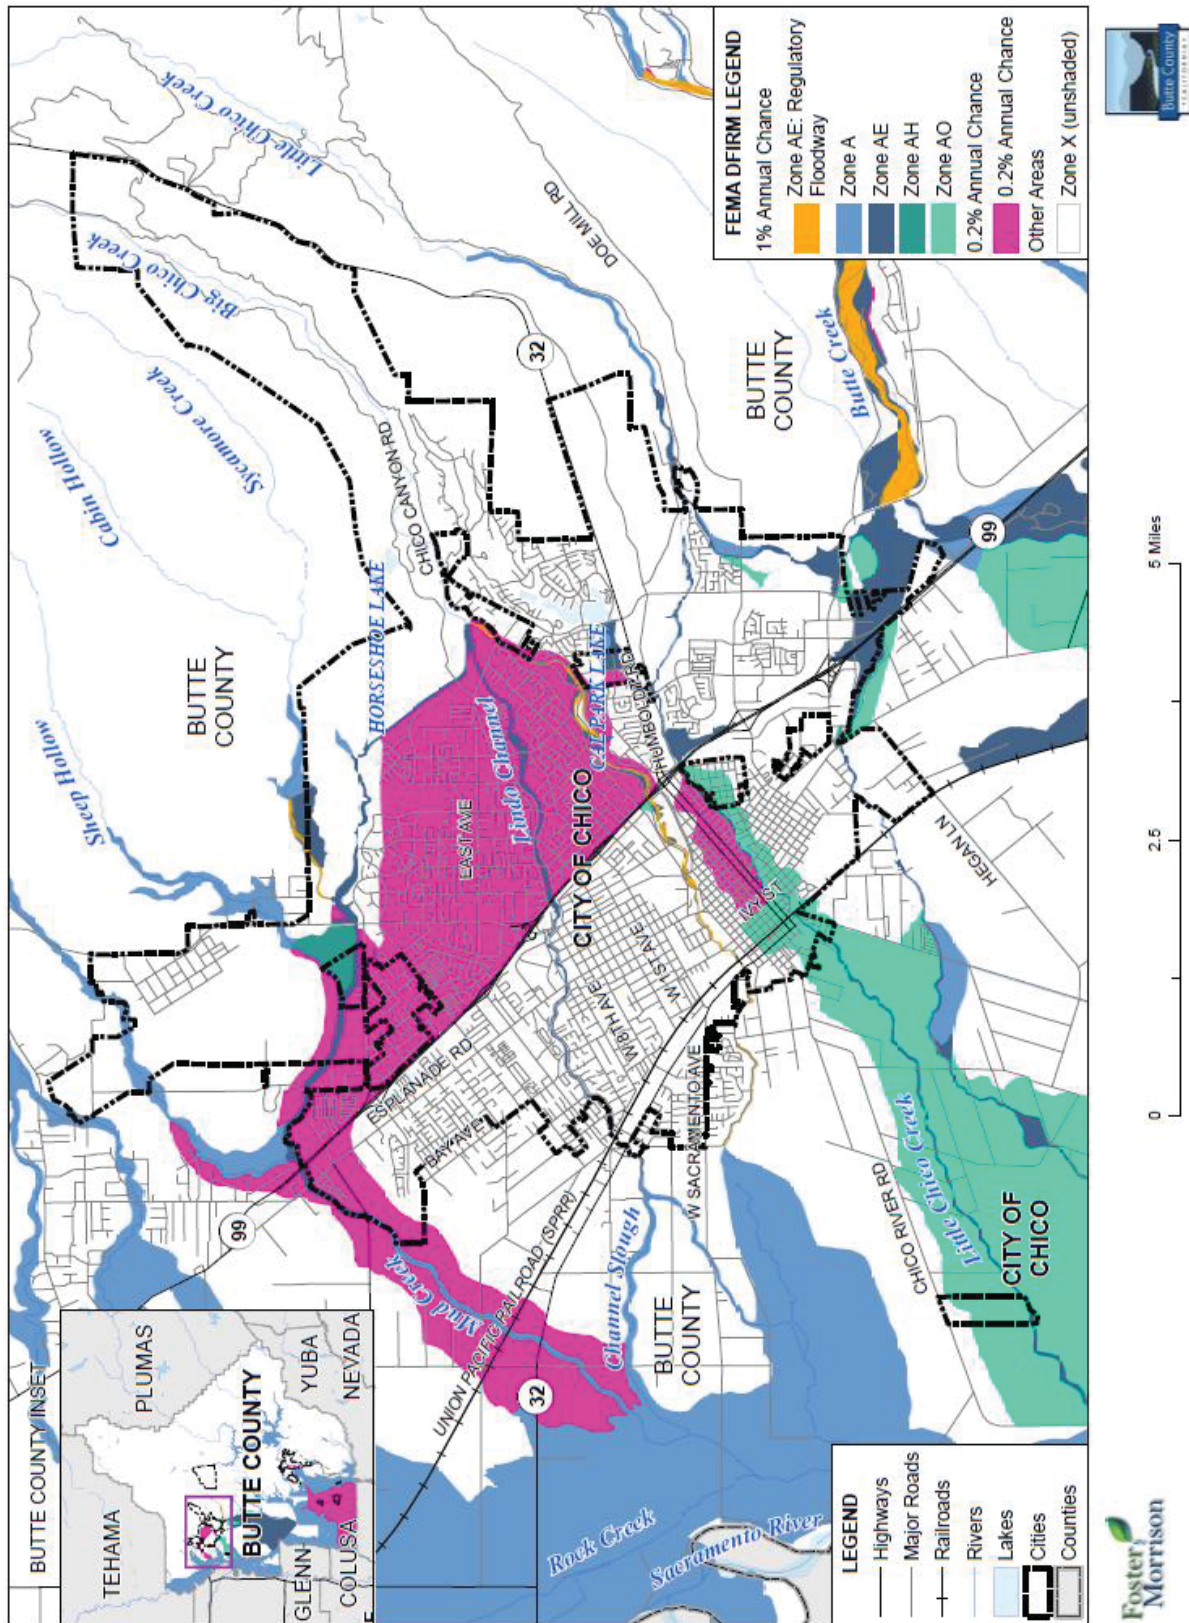 BUTTE COUNTY INSET
TEHAMA
PLUMAS
BUTTE COUNTY
GLENN
YUBA
COLUSA
NEVADA
Sheep Hollow
Cabin Hollow
Sycamore Creek
Big Chico Creek
Little Chico Creek
BUTTE
COUNTY
HORSESHOE LAKE
CHICO CANYON RD
99
ESPLANADE RD
EAST AVE
Lindo Channel
CITY OF CHICO
CAL PARK LAKE
HUMBOLDT RD
32
DOE MILL RD
Mud Creek
BAY AVE
W 8TH AVE
W 1ST AVE
IVY ST
BUTTE
COUNTY
Butte Creek
UNION PACIFIC RAILROAD (SPRR)
32
Channel Slough
W SACRAMENTO AVE
BUTTE
COUNTY
99
HEGAN LN
CHICO RIVER RD
Little Chico Creek
CITY OF
CHICO
Rock Creek
Sacramento River
FEMA DFIRM LEGEND
1% Annual Chance
Zone AE: Regulatory
Floodway
Zone A
Zone AE
Zone AH
Zone AO
0.2% Annual Chance
0.2% Annual Chance
Other Areas
Zone X (unshaded)
LEGEND
Highways
Major Roads
Railroads
Rivers
Lakes
Cities
Counties
0
2.5
5 Miles
Foster
Morrison
Butte County
CALIFORNIA